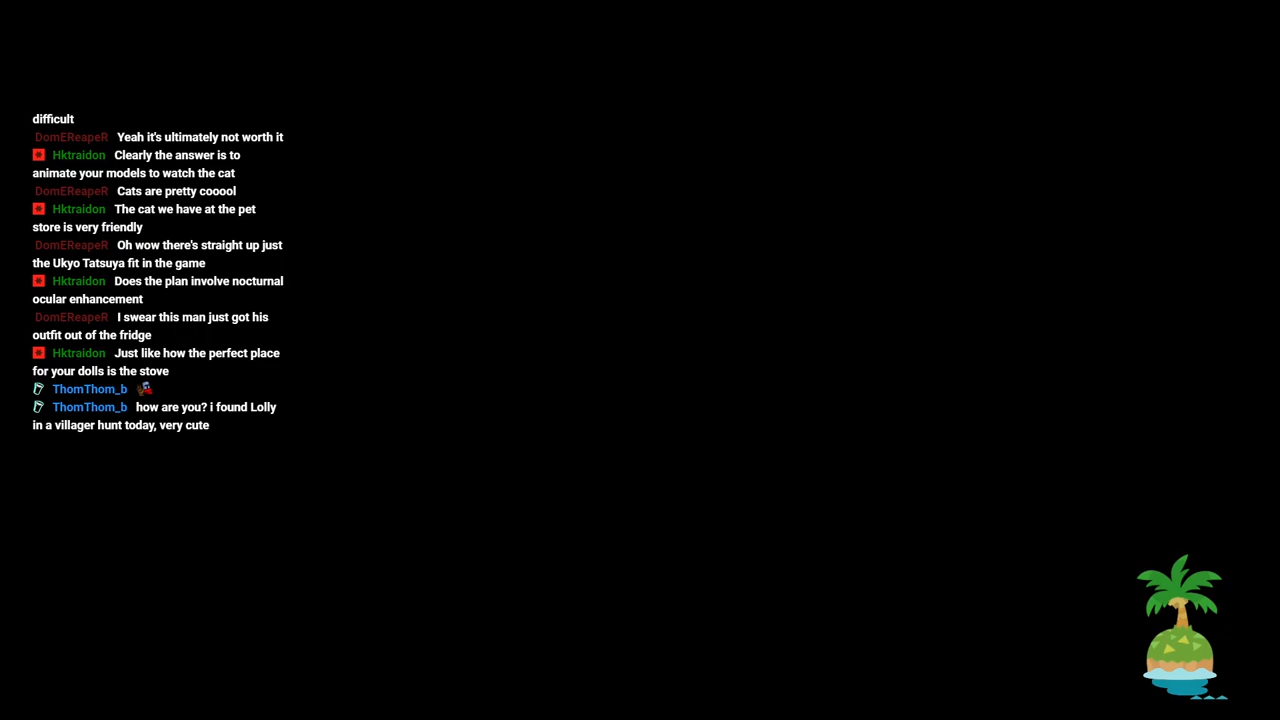 difficult
DomEReapeR Yeah it's ultimately not worth it
Hktraidon Clearly the answer is to
animate your models to watch the cat
DomEReapeR Cats are pretty cooool
Hktraidon The cat we have at the pet
store is very friendly
DomEReapeR Oh wow there's straight up just
the Ukyo Tatsuya fit in the game
Hktraidon Does the plan involve nocturnal
ocular enhancement
DomEReapeR I swear this man just got his
outfit out of the fridge
Hktraidon Just like how the perfect place
for your dolls is the stove
ThomThom_b
ThomThom_b how are you? i found Lolly
in a villager hunt today, very cute